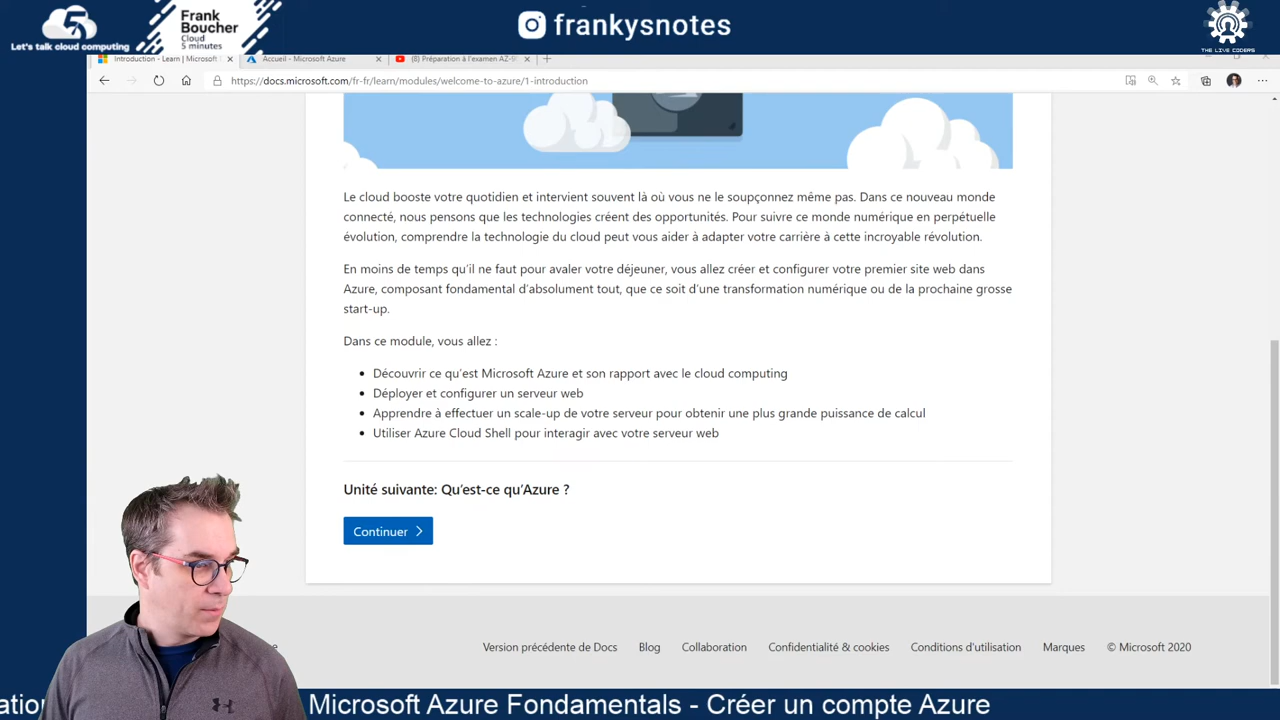 Let's talk cloud computing
5
Frank
Boucher
Cloud
5 minutes
frankysnotes
THE LIVE CODERS
Introduction - Learn | Microsoft
Accueil - Microsoft Azure
(8) Préparation à l'examen AZ-
https://docs.microsoft.com/fr-fr/learn/modules/welcome-to-azure/1-introduction
Le cloud booste votre quotidien et intervient souvent là où vous ne le soupçonnez même pas. Dans ce nouveau monde
connecté, nous pensons que les technologies créent des opportunités. Pour suivre ce monde numérique en perpétuelle
évolution, comprendre la technologie du cloud peut vous aider à adapter votre carrière à cette incroyable révolution.
En moins de temps qu'il ne faut pour avaler votre déjeuner, vous allez créer et configurer votre premier site web dans
Azure, composant fondamental d'absolument tout, que ce soit d'une transformation numérique ou de la prochaine grosse
start-up.
Dans ce module, vous allez :
• Découvrir ce qu'est Microsoft Azure et son rapport avec le cloud computing
• Déployer et configurer un serveur web
• Apprendre à effectuer un scale-up de votre serveur pour obtenir une plus grande puissance de calcul
• Utiliser Azure Cloud Shell pour interagir avec votre serveur web
Unité suivante: Qu'est-ce qu'Azure ?
Continuer
Version précédente de Docs Blog Collaboration Confidentialité & cookies Conditions d'utilisation Marques © Microsoft 2020
Microsoft Azure Fondamentals - Créer un compte Azure